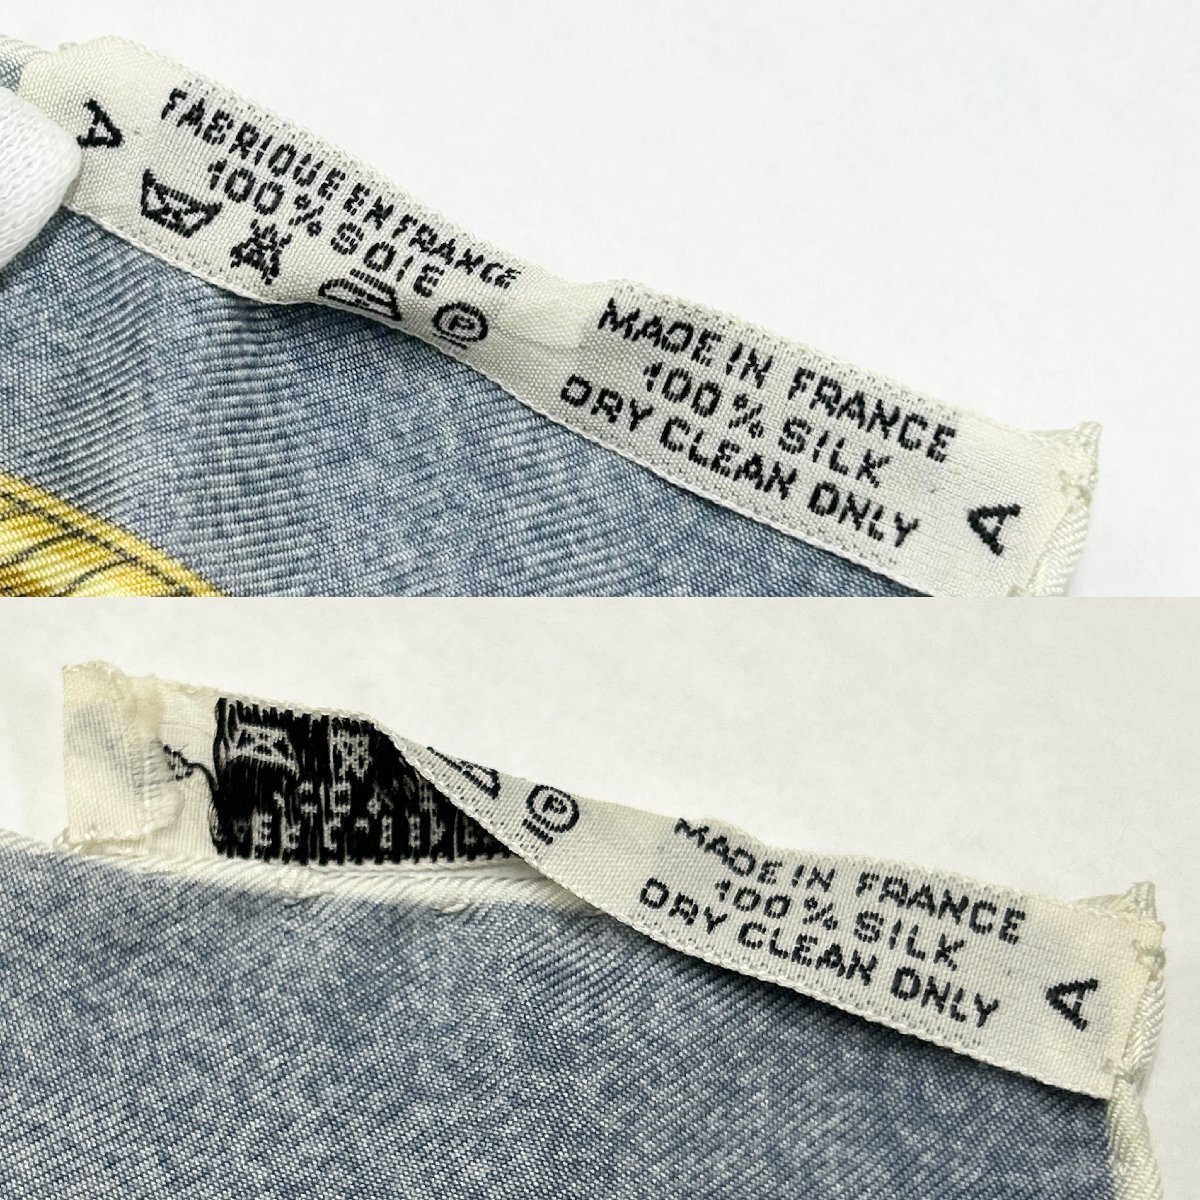 A
FABRIQUE EN FRANCE
100% SOIE
P
MADE IN FRANCE
100% SILK
DRY CLEAN ONLY
A
P
MADE IN FRANCE
100% SILK
DRY CLEAN ONLY
A